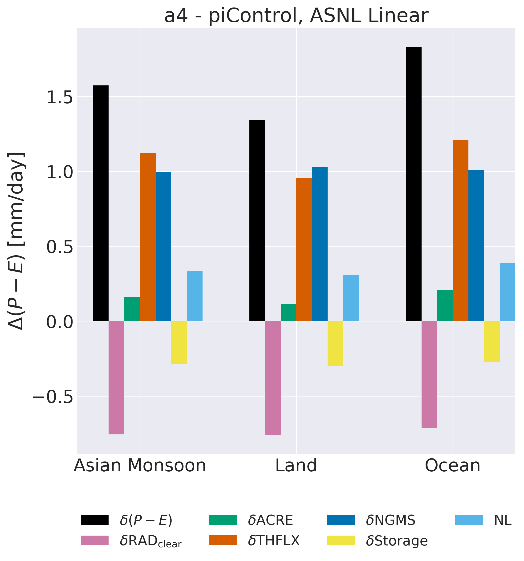 a4 - piControl, ASNL Linear
Δ(P − E) [mm/day]
1.5
1.0
0.5
0.0
−0.5
Asian Monsoon Land Ocean
δ(P − E) δACRE δNGMS NL
δRADclear δTHFLX δStorage